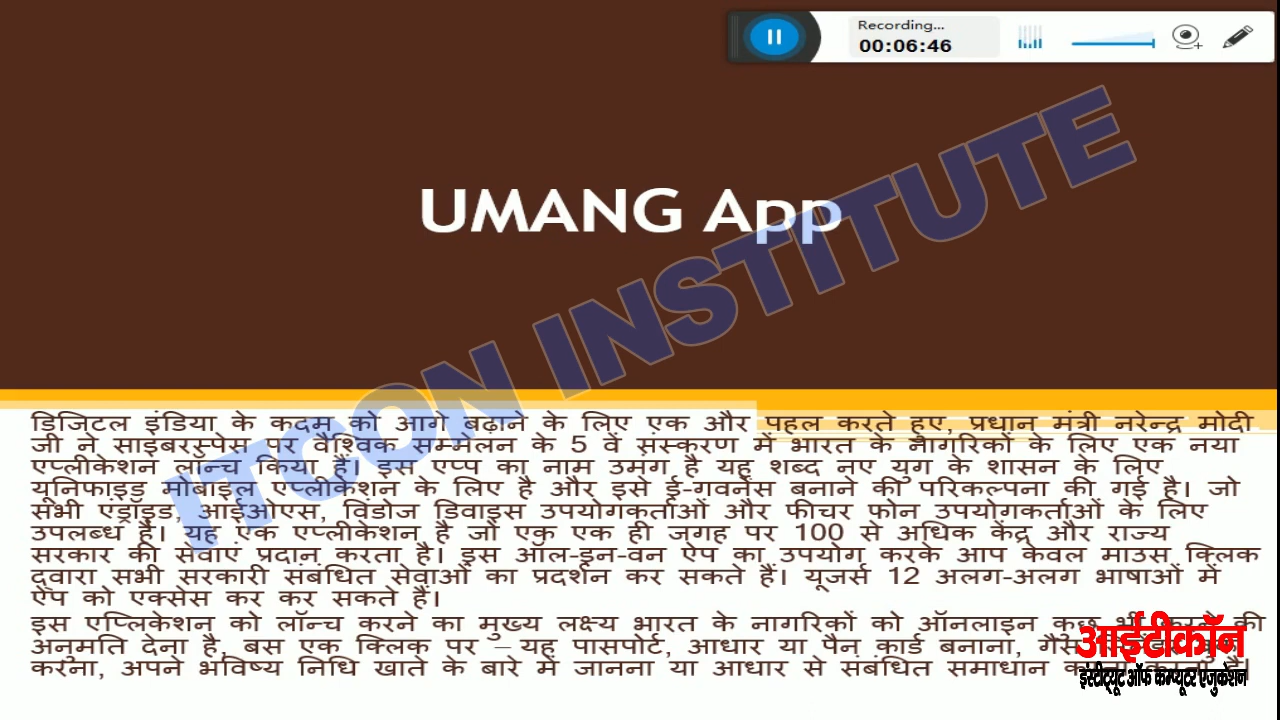 Recording...
00:06:46
UMANG App
ITCON INSTITUTE
डिजिटल इंडिया के कदम को आगे बढ़ाने के लिए एक और पहल करते हुए, प्रधान मंत्री नरेन्द्र मोदी
जी ने साइबरस्पेस पर वैश्विक सम्मेलन के 5 वें संस्करण में भारत के नागरिकों के लिए एक नया
एप्लीकेशन लॉन्च किया हैं। इस एप्प का नाम उमंग है यह शब्द नए युग के शासन के लिए
यूनिफाइड मोबाईल एप्लीकेशन के लिए है और इसे ई-गवर्नेंस बनाने की परिकल्पना की गई है। जो
सभी एंड्रॉइड, आईओएस, विंडोज डिवाइस उपयोगकर्ताओं और फीचर फोन उपयोगकर्ताओं के लिए
उपलब्ध है। यह एक एप्लीकेशन है जो एक एक ही जगह पर 100 से अधिक केंद्र और राज्य
सरकार की सेवाएं प्रदान करता है। इस ऑल-इन-वन ऐप का उपयोग करके आप केवल माउस क्लिक
द्वारा सभी सरकारी संबंधित सेवाओं का प्रदर्शन कर सकते हैं। यूजर्स 12 अलग-अलग भाषाओं में
ऐप को एक्सेस कर कर सकते हैं।
इस एप्लिकेशन को लॉन्च करने का मुख्य लक्ष्य भारत के नागरिकों को ऑनलाइन कुछ भी करने की
अनुमति देना है, बस एक क्लिक पर – यह पासपोर्ट, आधार या पैन कार्ड बनाना, गैस
करना, अपने भविष्य निधि खाते के बारे में जानना या आधार से संबंधित समाधान
आईटीकॉन
इंस्टीट्यूट ऑफ कम्प्यूटर एजुकेशन